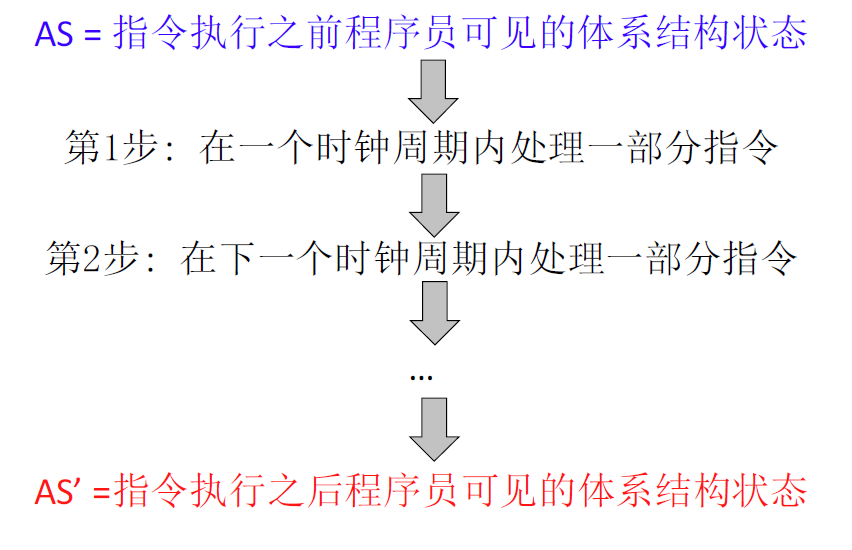 AS = 指令执行之前程序员可见的体系结构状态
第1步: 在一个时钟周期内处理一部分指令
第2步: 在下一个时钟周期内处理一部分指令
...
AS’ =指令执行之后程序员可见的体系结构状态